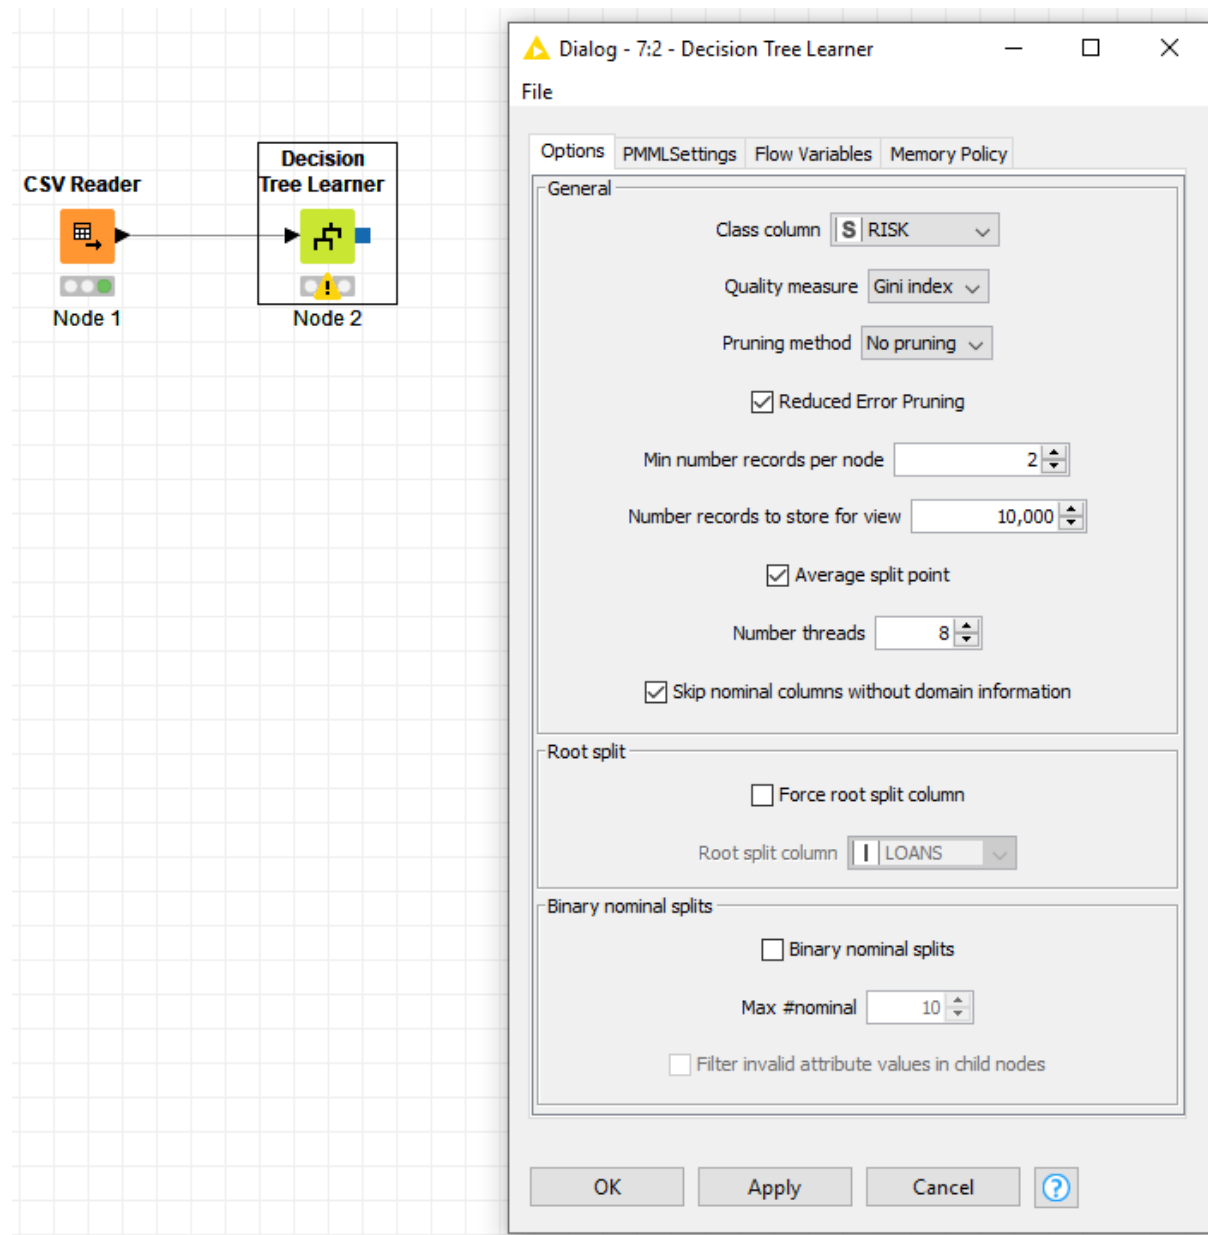 Dialog - 7:2 - Decision Tree Learner
File
Options PMMLSettings Flow Variables Memory Policy
General
Class column S RISK
Quality measure Gini index
Pruning method No pruning
Reduced Error Pruning
Min number records per node 2
Number records to store for view 10,000
Average split point
Number threads 8
Skip nominal columns without domain information
Root split
Force root split column
Root split column I LOANS
Binary nominal splits
Binary nominal splits
Max #nominal 10
Filter invalid attribute values in child nodes
OK Apply Cancel ?
CSV Reader
Node 1
Decision
Tree Learner
!
Node 2